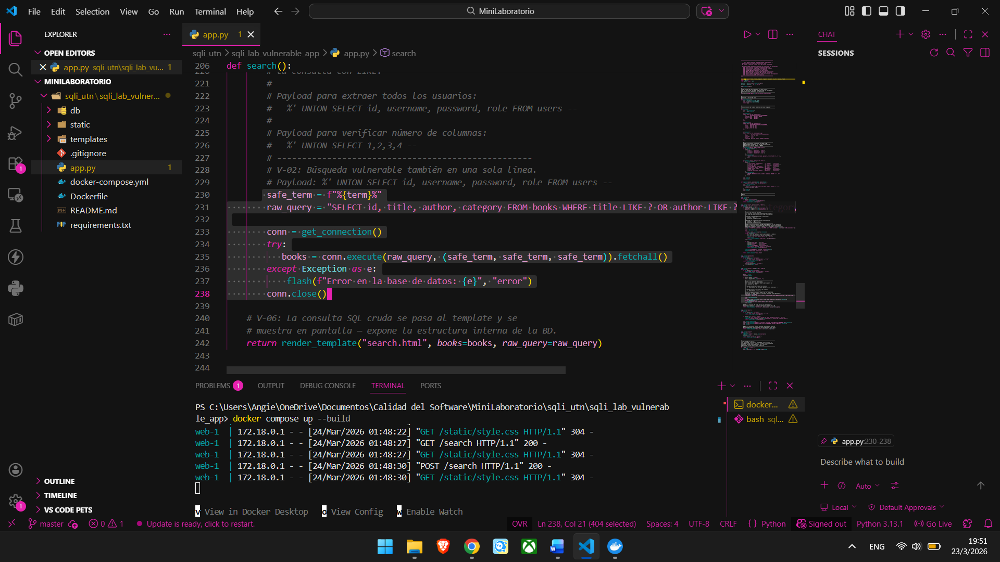 File Edit Selection View Go Run Terminal Help
MiniLaboratorio
EXPLORER
OPEN EDITORS
app.py sqli_utn\sqli_lab_vu... 1
MINILABORATORIO
sqli_utn\sqli_lab_vulner...
db
static
templates
.gitignore
app.py 1
docker-compose.yml
Dockerfile
README.md
requirements.txt
OUTLINE
TIMELINE
VS CODE PETS
app.py 1
sqli_utn > sqli_lab_vulnerable_app > app.py > search
206 def search():
221 #
222 # Payload para extraer todos los usuarios:
223 #   %' UNION SELECT id, username, password, role FROM users --
224 #
225 # Payload para verificar número de columnas:
226 #   %' UNION SELECT 1,2,3,4 --
227 # ---------------------------------------------------
228 # V-02: Búsqueda vulnerable también en una sola línea.
229 # Payload: %' UNION SELECT id, username, password, role FROM users --
230 safe_term = f"%{term}%"
231 raw_query = "SELECT id, title, author, category FROM books WHERE title LIKE ? OR author LIKE ?
232
233 conn = get_connection()
234 try:
235 books = conn.execute(raw_query, (safe_term, safe_term, safe_term)).fetchall()
236 except Exception as e:
237 flash(f"Error en la base de datos: {e}", "error")
238 conn.close()
239
240 # V-06: La consulta SQL cruda se pasa al template y se
241 # muestra en pantalla — expone la estructura interna de la BD.
242 return render_template("search.html", books=books, raw_query=raw_query)
243
244
PROBLEMS 1 OUTPUT DEBUG CONSOLE TERMINAL PORTS
PS C:\Users\Angie\OneDrive\Documentos\Calidad del Software\MiniLaboratorio\sqli_utn\sqli_lab_vulnerab
le_app> docker compose up --build
web-1  | 172.18.0.1 - - [24/Mar/2026 01:48:22] "GET /static/style.css HTTP/1.1" 304 -
web-1  | 172.18.0.1 - - [24/Mar/2026 01:48:27] "GET /search HTTP/1.1" 200 -
web-1  | 172.18.0.1 - - [24/Mar/2026 01:48:27] "GET /static/style.css HTTP/1.1" 304 -
web-1  | 172.18.0.1 - - [24/Mar/2026 01:48:30] "POST /search HTTP/1.1" 200 -
web-1  | 172.18.0.1 - - [24/Mar/2026 01:48:30] "GET /static/style.css HTTP/1.1" 304 -
v View in Docker Desktop   o View Config   w Enable Watch
docker...
bash sql...
CHAT
SESSIONS
app.py:230-238
Describe what to build
Auto
Local Default Approvals
master 0 1 Update is ready, click to restart.
OVR Ln 238, Col 21 (404 selected) Spaces: 4 UTF-8 CRLF { } Python Signed out Python 3.13.1 Go Live
ENG
19:51
23/3/2026